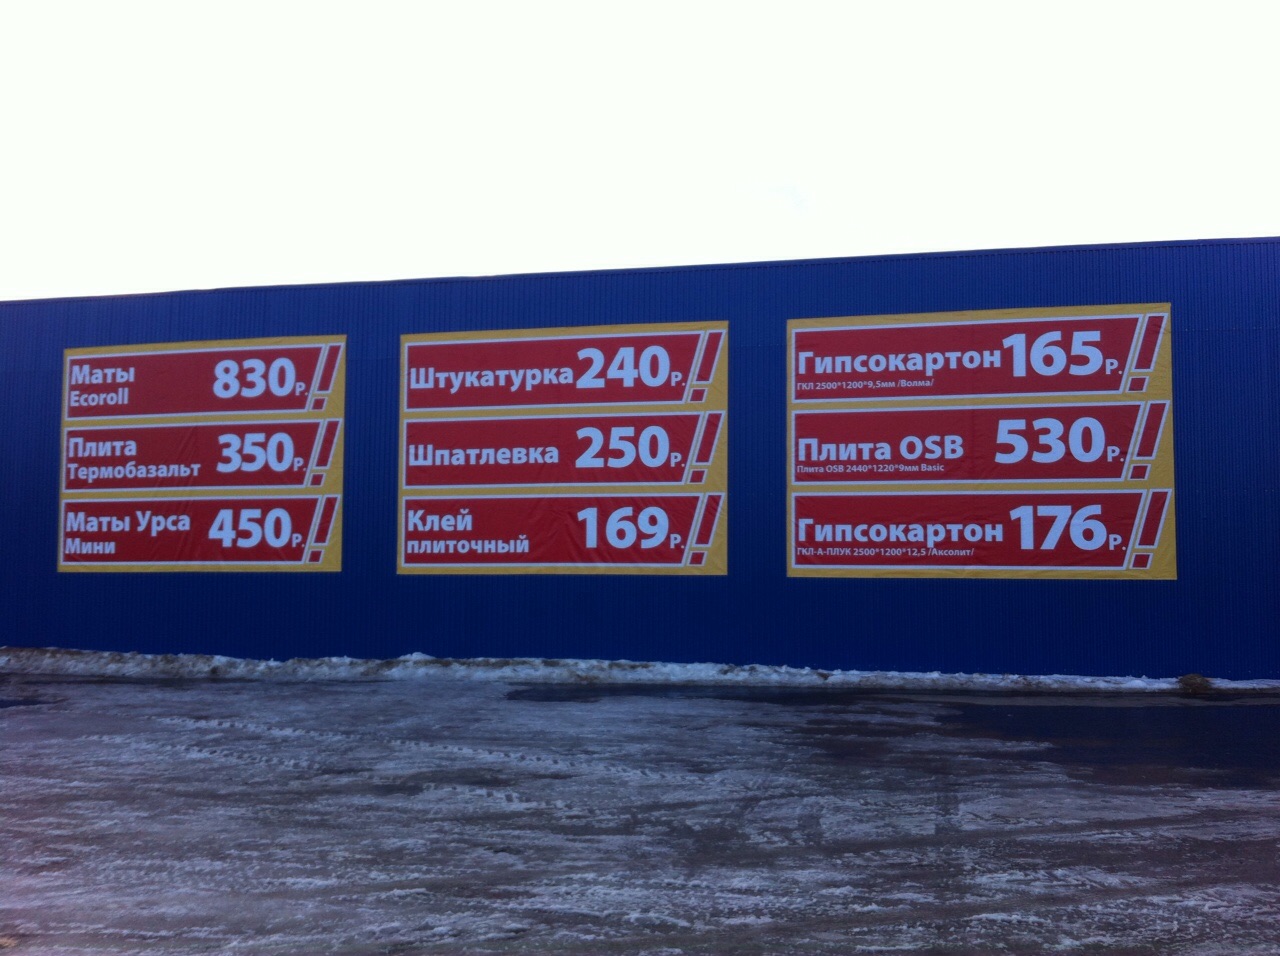 Маты
Ecoroll
830р.
Плита
Термобазальт
350р.
Маты Урса
Мини
450р.
Штукатурка 240р.
Шпатлевка 250р.
Клей
плиточный
169р.
Гипсокартон 165р.
ГКЛ 2500*1200*9,5мм /Волма/
Плита OSB 530р.
Плита OSB 2440*1220*9мм Basic
Гипсокартон 176р.
ГКЛ-А-ПЛУК 2500*1200*12,5 /Аксолит/